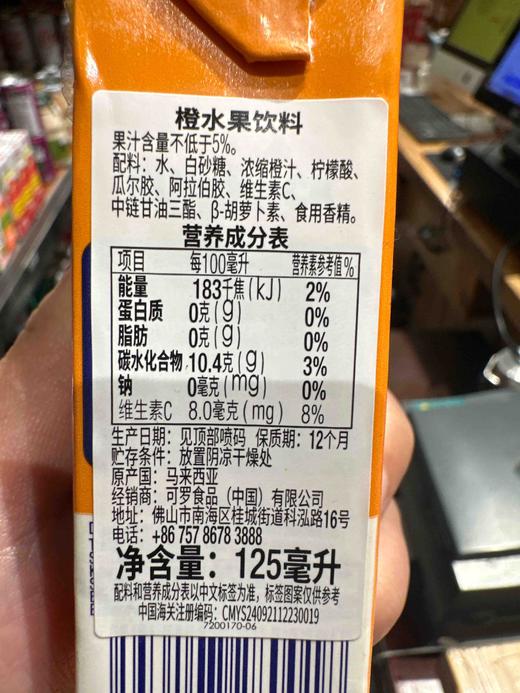 橙水果饮料
果汁含量不低于5%。
配料：水、白砂糖、浓缩橙汁、柠檬酸、
瓜尔胶、阿拉伯胶、维生素C、
中链甘油三酯、β-胡萝卜素、食用香精。
营养成分表
项目 每100毫升 营养素参考值%
能量 183千焦(kJ) 2%
蛋白质 0克(g) 0%
脂肪 0克(g) 0%
碳水化合物 10.4克(g) 3%
钠 0毫克(mg) 0%
维生素C 8.0毫克(mg) 8%
生产日期：见顶部喷码 保质期：12个月
贮存条件：放置阴凉干燥处
原产国：马来西亚
经销商：可罗食品（中国）有限公司
地址：佛山市南海区桂城街道科泓路16号
电话：+86 757 8678 3888
净含量：125毫升
配料和营养成分表以中文标签为准，标签图案仅供参考
中国海关注册编码：CMYS24092112230019
7200170-06